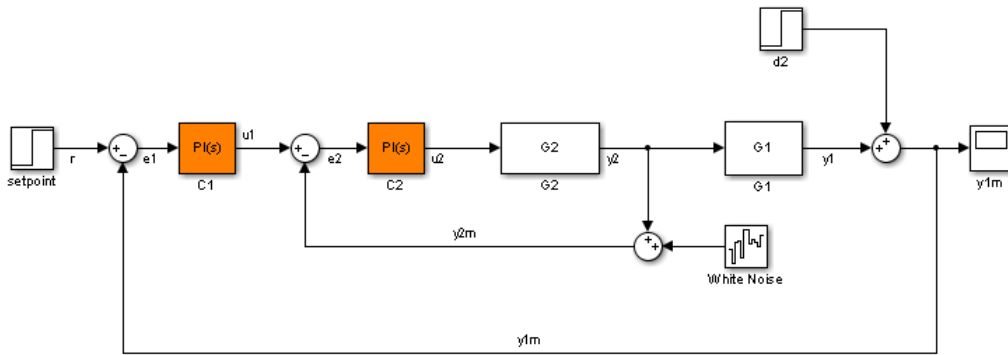 d2
setpoint
r
e1
PI(s)
C1
u1
e2
PI(s)
C2
u2
G2
G2
y2
G1
G1
y1
y1m
y2m
White Noise
y1m